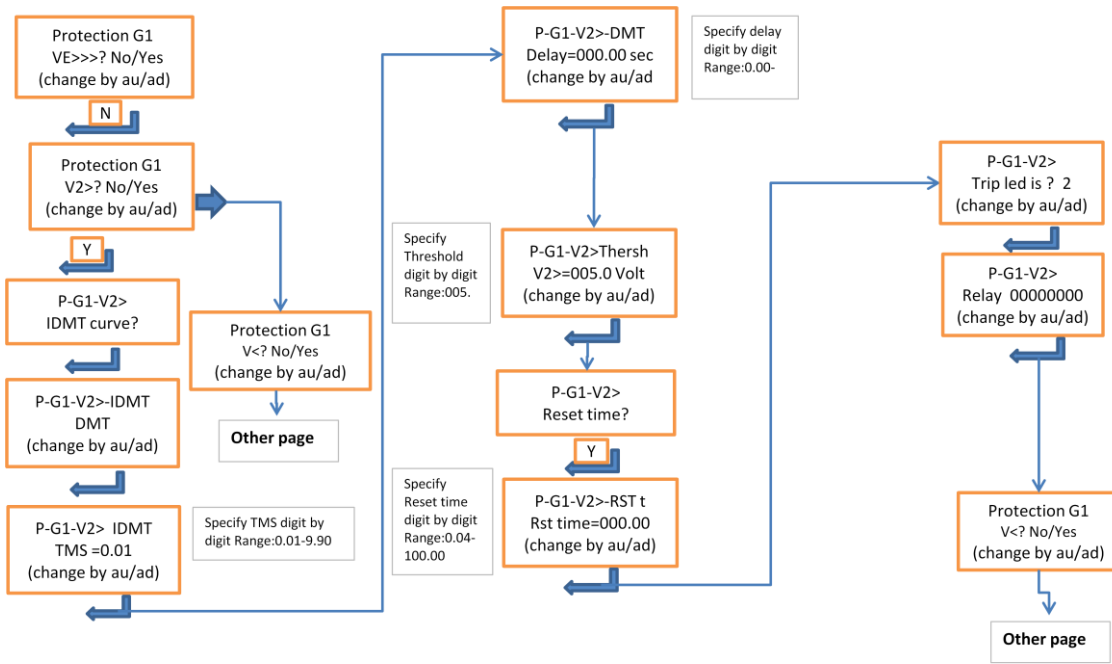 Protection G1
VE>>>? No/Yes
(change by au/ad)
N
Protection G1
V2>? No/Yes
(change by au/ad)
Y
P-G1-V2>
IDMT curve?
P-G1-V2>-IDMT
DMT
(change by au/ad)
P-G1-V2> IDMT
TMS =0.01
(change by au/ad)
Specify TMS digit by
digit Range:0.01-9.90
Protection G1
V<? No/Yes
(change by au/ad)
Other page
P-G1-V2>-DMT
Delay=000.00 sec
(change by au/ad
Specify delay
digit by digit
Range:0.00-
Specify
Threshold
digit by digit
Range:005.
P-G1-V2>Thersh
V2>=005.0 Volt
(change by au/ad)
P-G1-V2>
Reset time?
Y
Specify
Reset time
digit by digit
Range:0.04-
100.00
P-G1-V2>-RST t
Rst time=000.00
(change by au/ad)
P-G1-V2>
Trip led is ? 2
(change by au/ad)
P-G1-V2>
Relay 00000000
(change by au/ad)
Protection G1
V<? No/Yes
(change by au/ad)
Other page